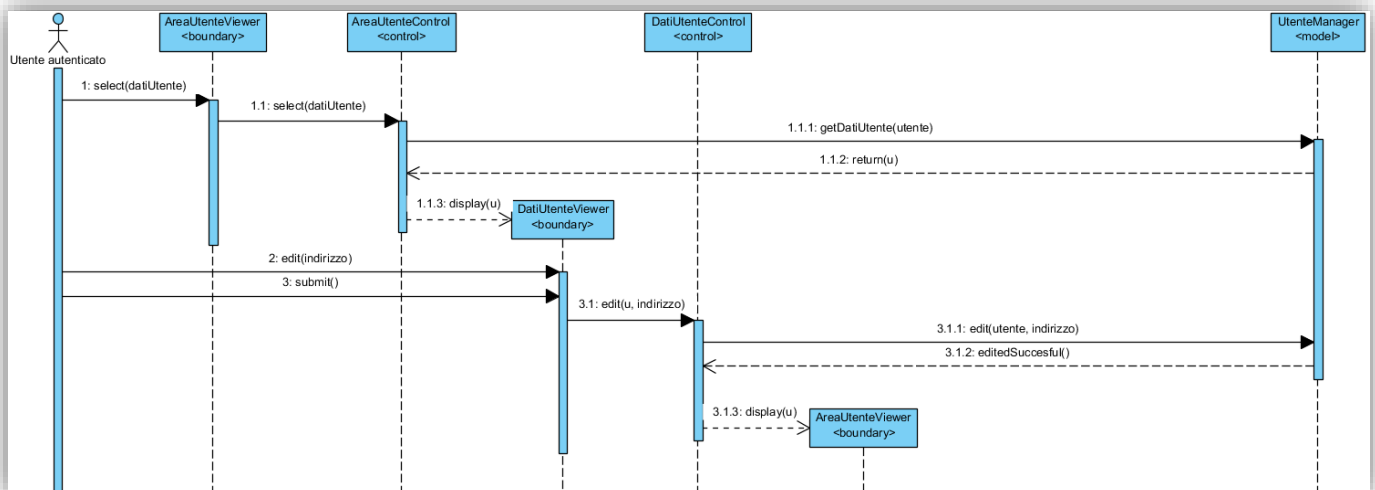 AreaUtenteViewer
<boundary>
AreaUtenteControl
<control>
DatiUtenteControl
<control>
UtenteManager
<model>
Utente autenticato
1: select(datiUtente)
1.1: select(datiUtente)
1.1.1: getDatiUtente(utente)
1.1.2: return(u)
1.1.3: display(u)
DatiUtenteViewer
<boundary>
2: edit(indirizzo)
3: submit()
3.1: edit(u, indirizzo)
3.1.1: edit(utente, indirizzo)
3.1.2: editedSuccesful()
3.1.3: display(u)
AreaUtenteViewer
<boundary>